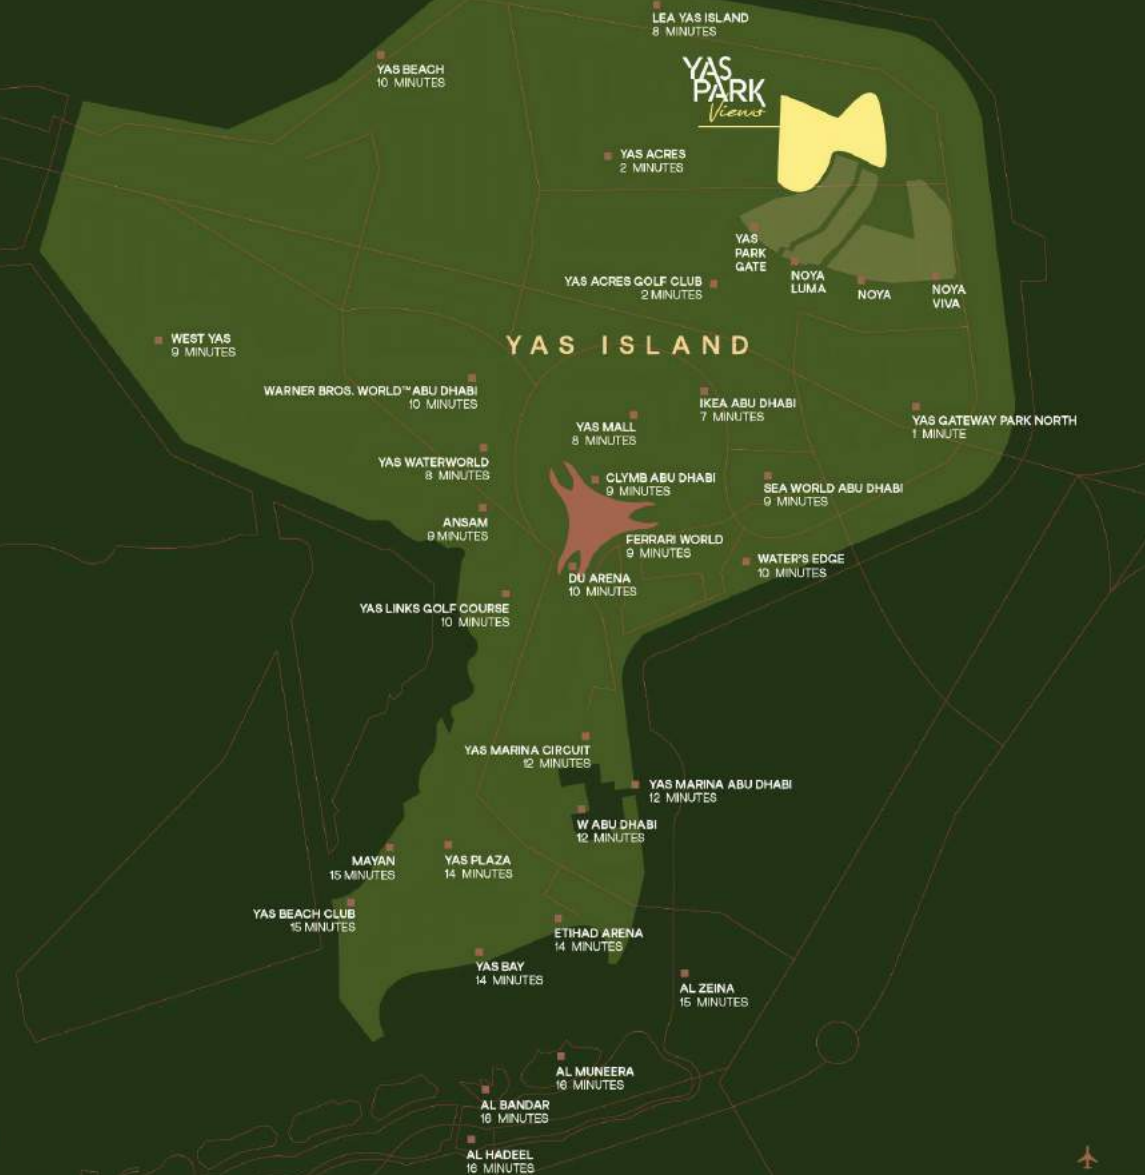 LEA YAS ISLAND
8 MINUTES
YAS BEACH
10 MINUTES
YAS
PARK
Views
YAS ACRES
2 MINUTES
YAS
PARK
GATE
NOYA
LUMA
NOYA
NOYA
VIVA
YAS ACRES GOLF CLUB
2 MINUTES
YAS ISLAND
WEST YAS
9 MINUTES
WARNER BROS. WORLD™ ABU DHABI
10 MINUTES
IKEA ABU DHABI
7 MINUTES
YAS GATEWAY PARK NORTH
1 MINUTE
YAS MALL
8 MINUTES
YAS WATERWORLD
8 MINUTES
CLYMB ABU DHABI
9 MINUTES
SEA WORLD ABU DHABI
9 MINUTES
ANSAM
9 MINUTES
FERRARI WORLD
9 MINUTES
WATER'S EDGE
10 MINUTES
DU ARENA
10 MINUTES
YAS LINKS GOLF COURSE
10 MINUTES
YAS MARINA CIRCUIT
12 MINUTES
YAS MARINA ABU DHABI
12 MINUTES
W ABU DHABI
12 MINUTES
MAYAN
15 MINUTES
YAS PLAZA
14 MINUTES
YAS BEACH CLUB
15 MINUTES
ETIHAD ARENA
14 MINUTES
YAS BAY
14 MINUTES
AL ZEINA
15 MINUTES
AL MUNEERA
16 MINUTES
AL BANDAR
16 MINUTES
AL HADEEL
16 MINUTES